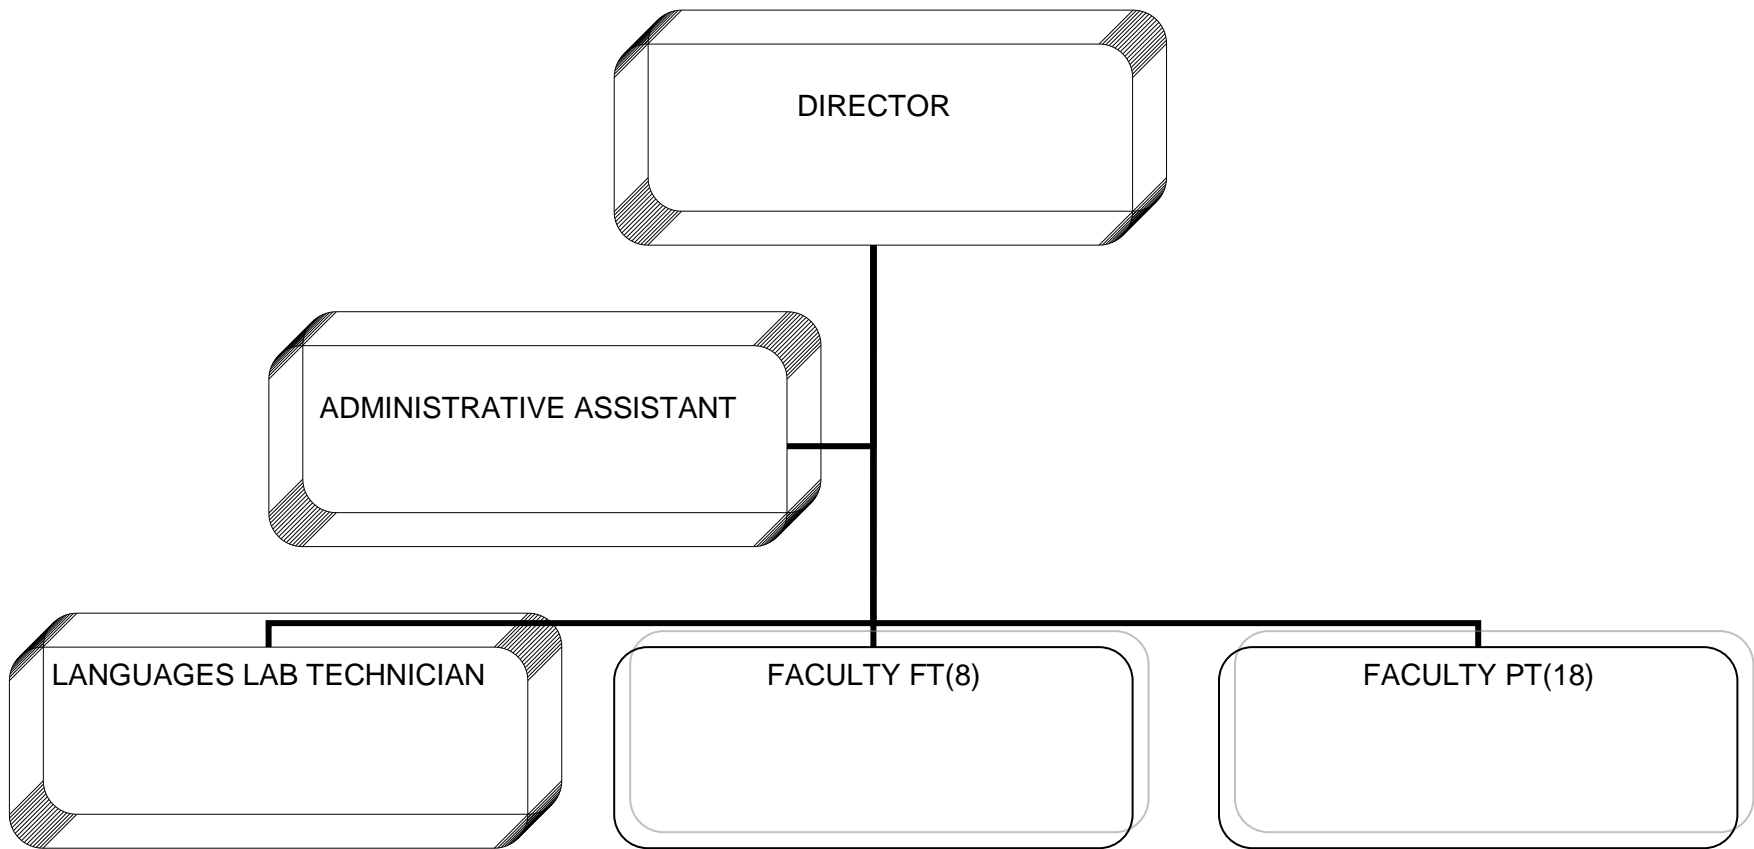 DIRECTOR
ADMINISTRATIVE ASSISTANT
LANGUAGES LAB TECHNICIAN
FACULTY FT(8)
FACULTY PT(18)